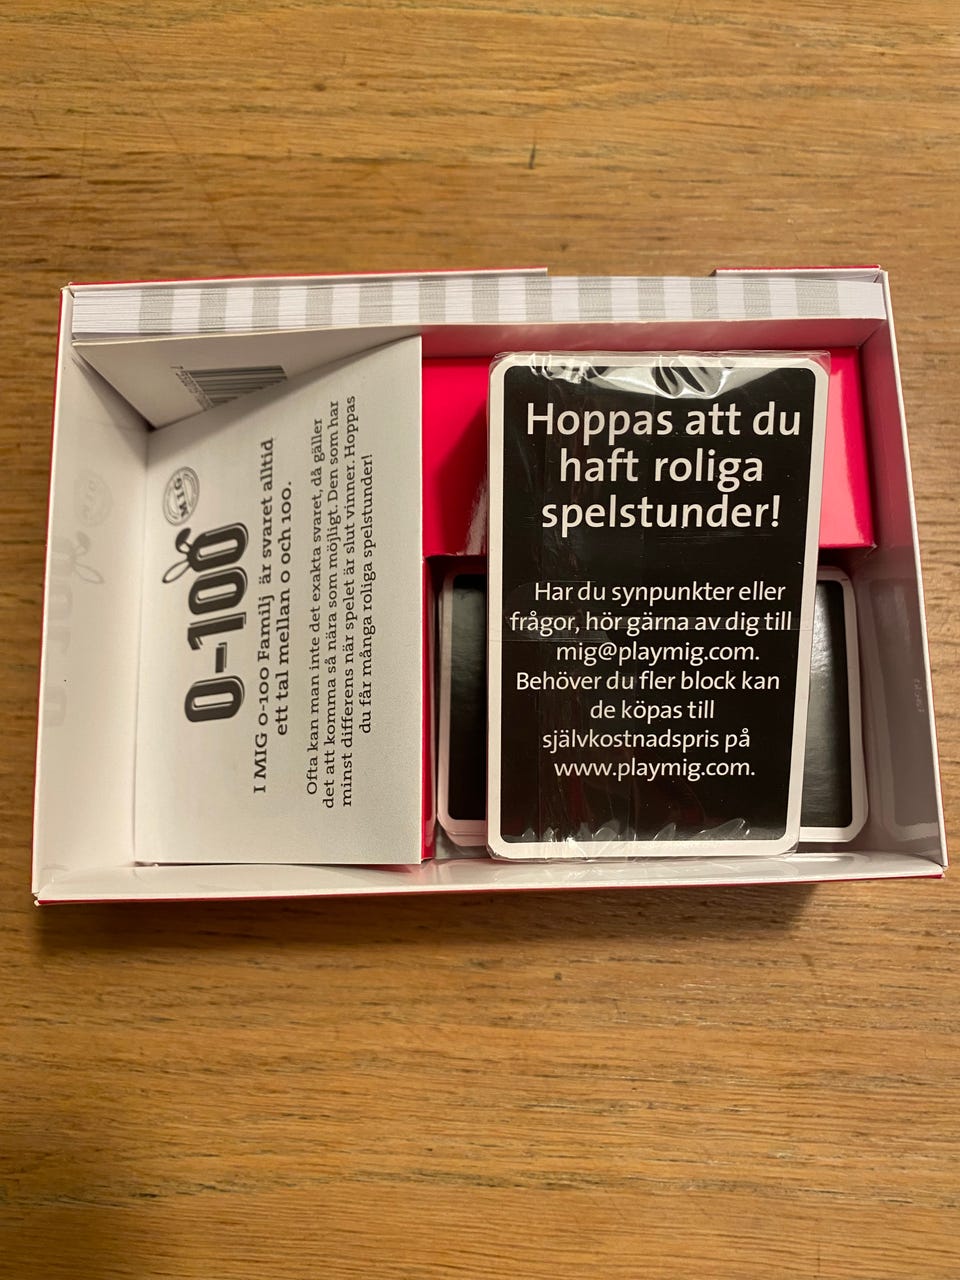 MIG
0-100
I MIG 0-100 Familj är svaret alltid
ett tal mellan 0 och 100.
Ofta kan man inte det exakta svaret, då gäller
det att komma så nära som möjligt. Den som har
minst differens när spelet är slut vinner. Hoppas
du får många roliga spelstunder!
Hoppas att du
haft roliga
spelstunder!
Har du synpunkter eller
frågor, hör gärna av dig till
mig@playmig.com.
Behöver du fler block kan
de köpas till
självkostnadspris på
www.playmig.com.